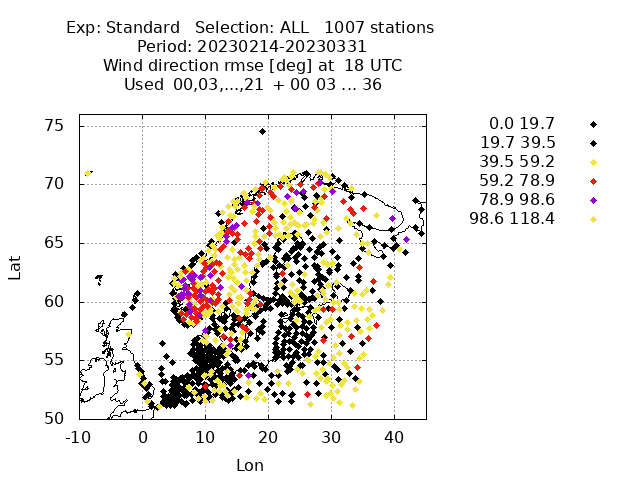 Exp: Standard   Selection: ALL   1007 stations
Period: 20230214-20230331
Wind direction rmse [deg] at  18 UTC
Used  00,03,...,21  + 00 03 ... 36
0.0 19.7
19.7 39.5
39.5 59.2
59.2 78.9
78.9 98.6
98.6 118.4
75
70
65
60
55
50
Lat
-10 0 10 20 30 40
Lon